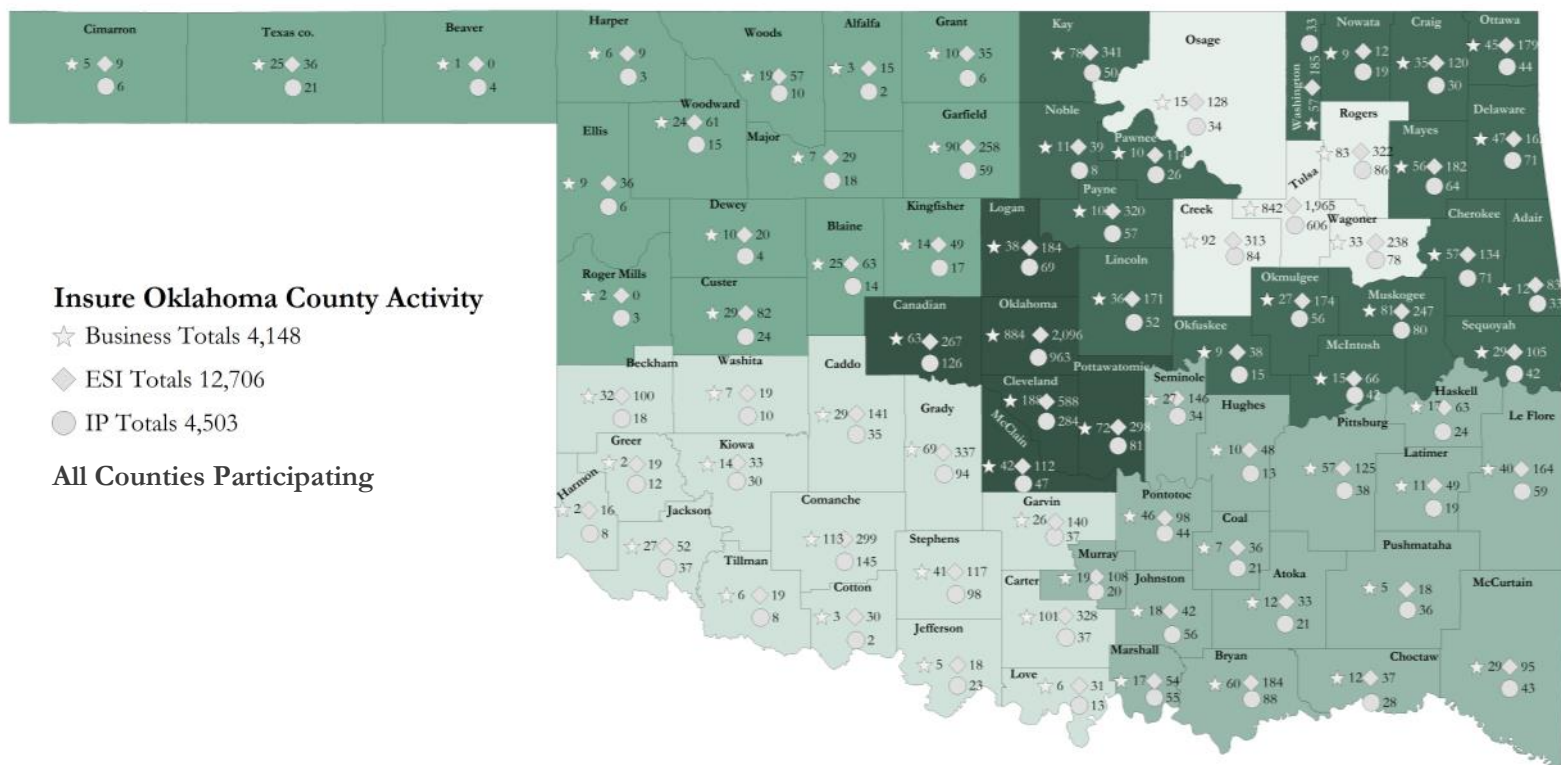 Cimarron
5 9
6
Texas co.
25 36
21
Beaver
1 0
4
Harper
6 9
3
Woods
19 57
10
Alfalfa
3 15
2
Grant
10 35
6
Kay
78 341
50
Osage
15 128
34
Washington
57 185
33
Nowata
9 12
19
Craig
35 120
30
Ottawa
45 179
44
Ellis
9 36
6
Woodward
24 61
15
Major
7 29
18
Garfield
90 258
59
Noble
11 39
8
Pawnee
10
26
Rogers
83 322
86
Mayes
56 182
64
Delaware
47
71
Dewey
10 20
4
Blaine
25 63
14
Kingfisher
14 49
17
Logan
38 184
69
Payne
320
57
Creek
92 313
84
Tulsa
842 1,965
606
Wagoner
33 238
78
Cherokee
57 134
71
Adair
12 83
33
Roger Mills
2 0
3
Custer
29 82
24
Canadian
63 267
126
Oklahoma
884 2,096
963
Lincoln
36 171
52
Okmulgee
27 174
56
Muskogee
81 247
80
Sequoyah
29 105
42
Okfuskee
9 38
15
McIntosh
15 66
Insure Oklahoma County Activity
Business Totals 4,148
ESI Totals 12,706
IP Totals 4,503
All Counties Participating
Beckham
32 100
18
Washita
7 19
10
Caddo
29 141
35
Grady
69 337
94
Cleveland
188 588
284
McClain
42 112
47
72 298
81
Seminole
27 146
34
Hughes
10 48
13
Pittsburg
57 125
38
Haskell
17 63
24
Le Flore
40 164
59
Latimer
11 49
19
Greer
2 19
12
Kiowa
14 33
30
Harmon
2 16
8
Jackson
27 52
37
Comanche
113 299
145
Stephens
41 117
98
Garvin
26 140
37
Pontotoc
46 98
44
Coal
7 36
21
Pushmataha
5 18
36
McCurtain
29 95
43
Tillman
6 19
8
Cotton
3 30
2
Carter
101 328
37
Murray
19 108
20
Johnston
18 42
56
Atoka
12 33
21
Jefferson
5 18
23
Love
6 31
13
Marshall
17 54
55
Bryan
60 184
88
Choctaw
12 37
28